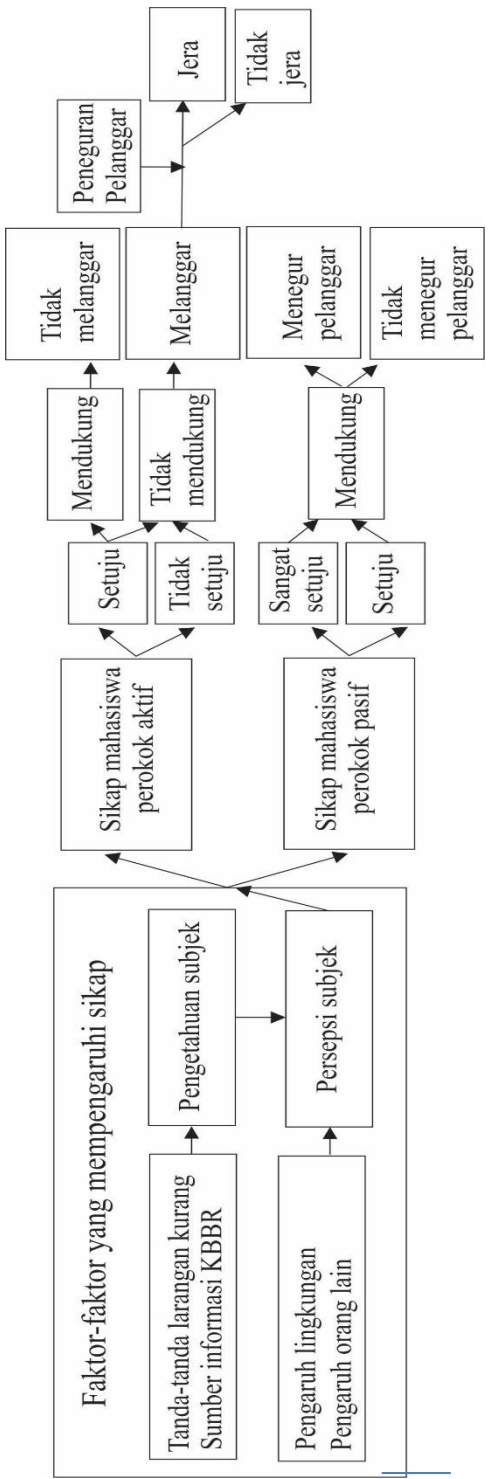 Faktor-faktor yang mempengaruhi sikap
Tanda-tanda larangan kurang
Sumber informasi KBBR
Pengetahuan subjek
Pengaruh lingkungan
Pengaruh orang lain
Persepsi subjek
Sikap mahasiswa
perokok aktif
Setuju
Tidak
setuju
Mendukung
Tidak
mendukung
Tidak
melanggar
Melanggar
Peneguran
Pelanggar
Jera
Tidak
jera
Sikap mahasiswa
perokok pasif
Sangat
setuju
Setuju
Mendukung
Menegur
pelanggar
Tidak
menegur
pelanggar